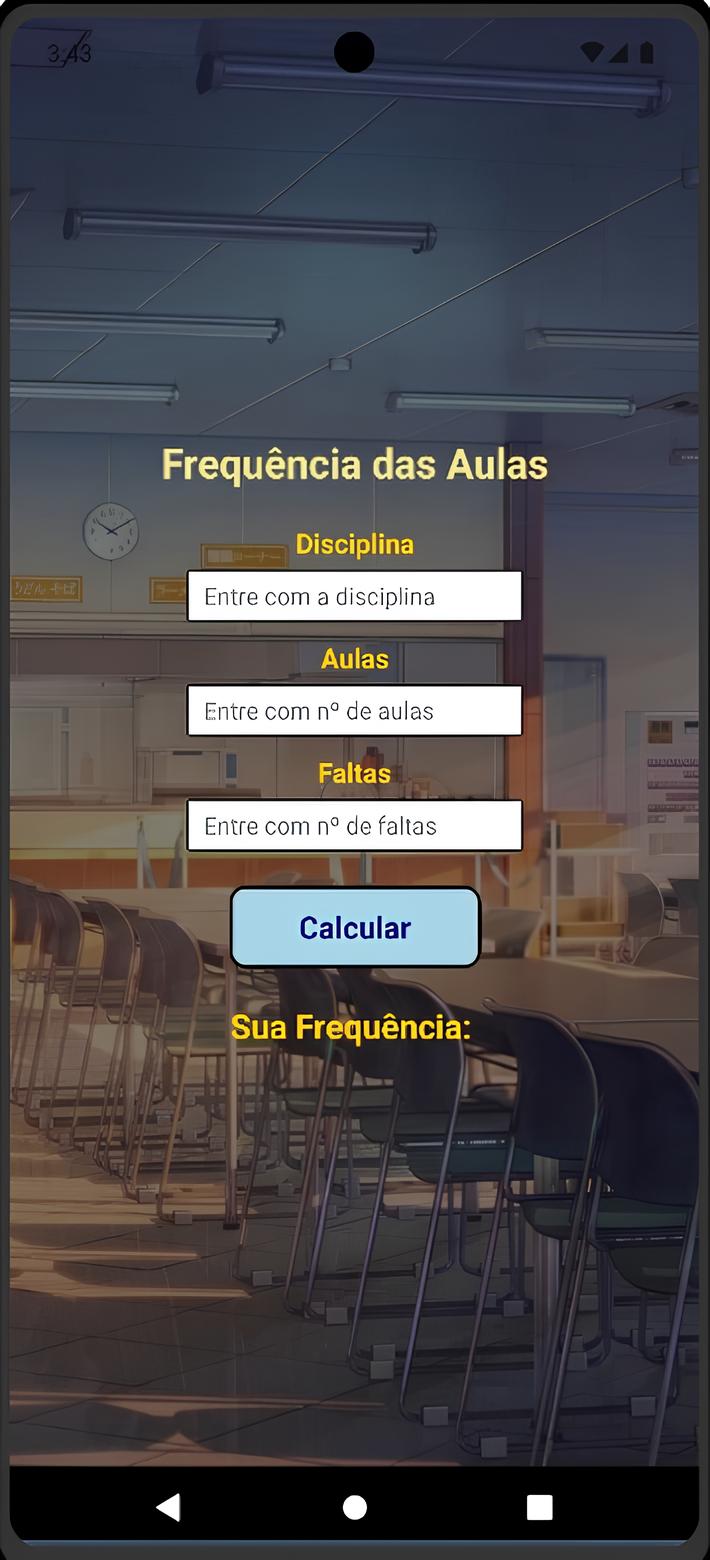 3:43
Frequência das Aulas
Disciplina
Entre com a disciplina
Aulas
Entre com nº de aulas
Faltas
Entre com nº de faltas
Calcular
Sua Frequência: